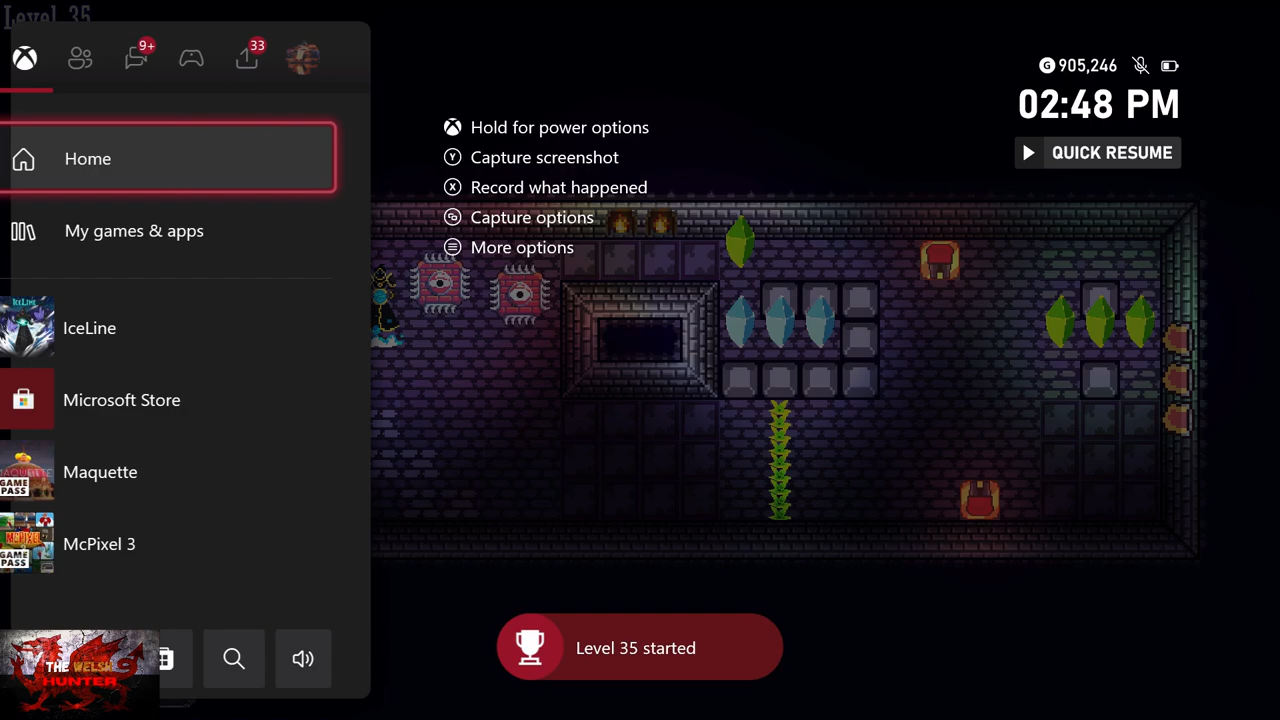 Level 35
9+
33
905,246
02:48 PM
QUICK RESUME
Hold for power options
Capture screenshot
Record what happened
Capture options
More options
Home
My games & apps
ICELINE
IceLine
Microsoft Store
MAQUETTE
GAME
PASS
Maquette
MCPIXEL
GAME
PASS
McPixel 3
Level 35 started
THE WELSH
HUNTER